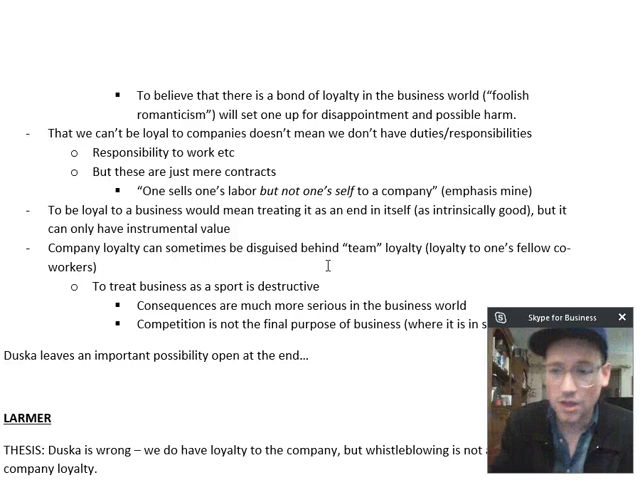 ▪ To believe that there is a bond of loyalty in the business world (“foolish
romanticism”) will set one up for disappointment and possible harm.
- That we can’t be loyal to companies doesn’t mean we don’t have duties/responsibilities
o Responsibility to work etc
o But these are just mere contracts
▪ “One sells one’s labor but not one’s self to a company” (emphasis mine)
- To be loyal to a business would mean treating it as an end in itself (as intrinsically good), but it
can only have instrumental value
- Company loyalty can sometimes be disguised behind “team” loyalty (loyalty to one’s fellow co-
workers)
o To treat business as a sport is destructive
▪ Consequences are much more serious in the business world
▪ Competition is not the final purpose of business (where it is in
Skype for Business
Duska leaves an important possibility open at the end…
LARMER
THESIS: Duska is wrong – we do have loyalty to the company, but whistleblowing is not
company loyalty.